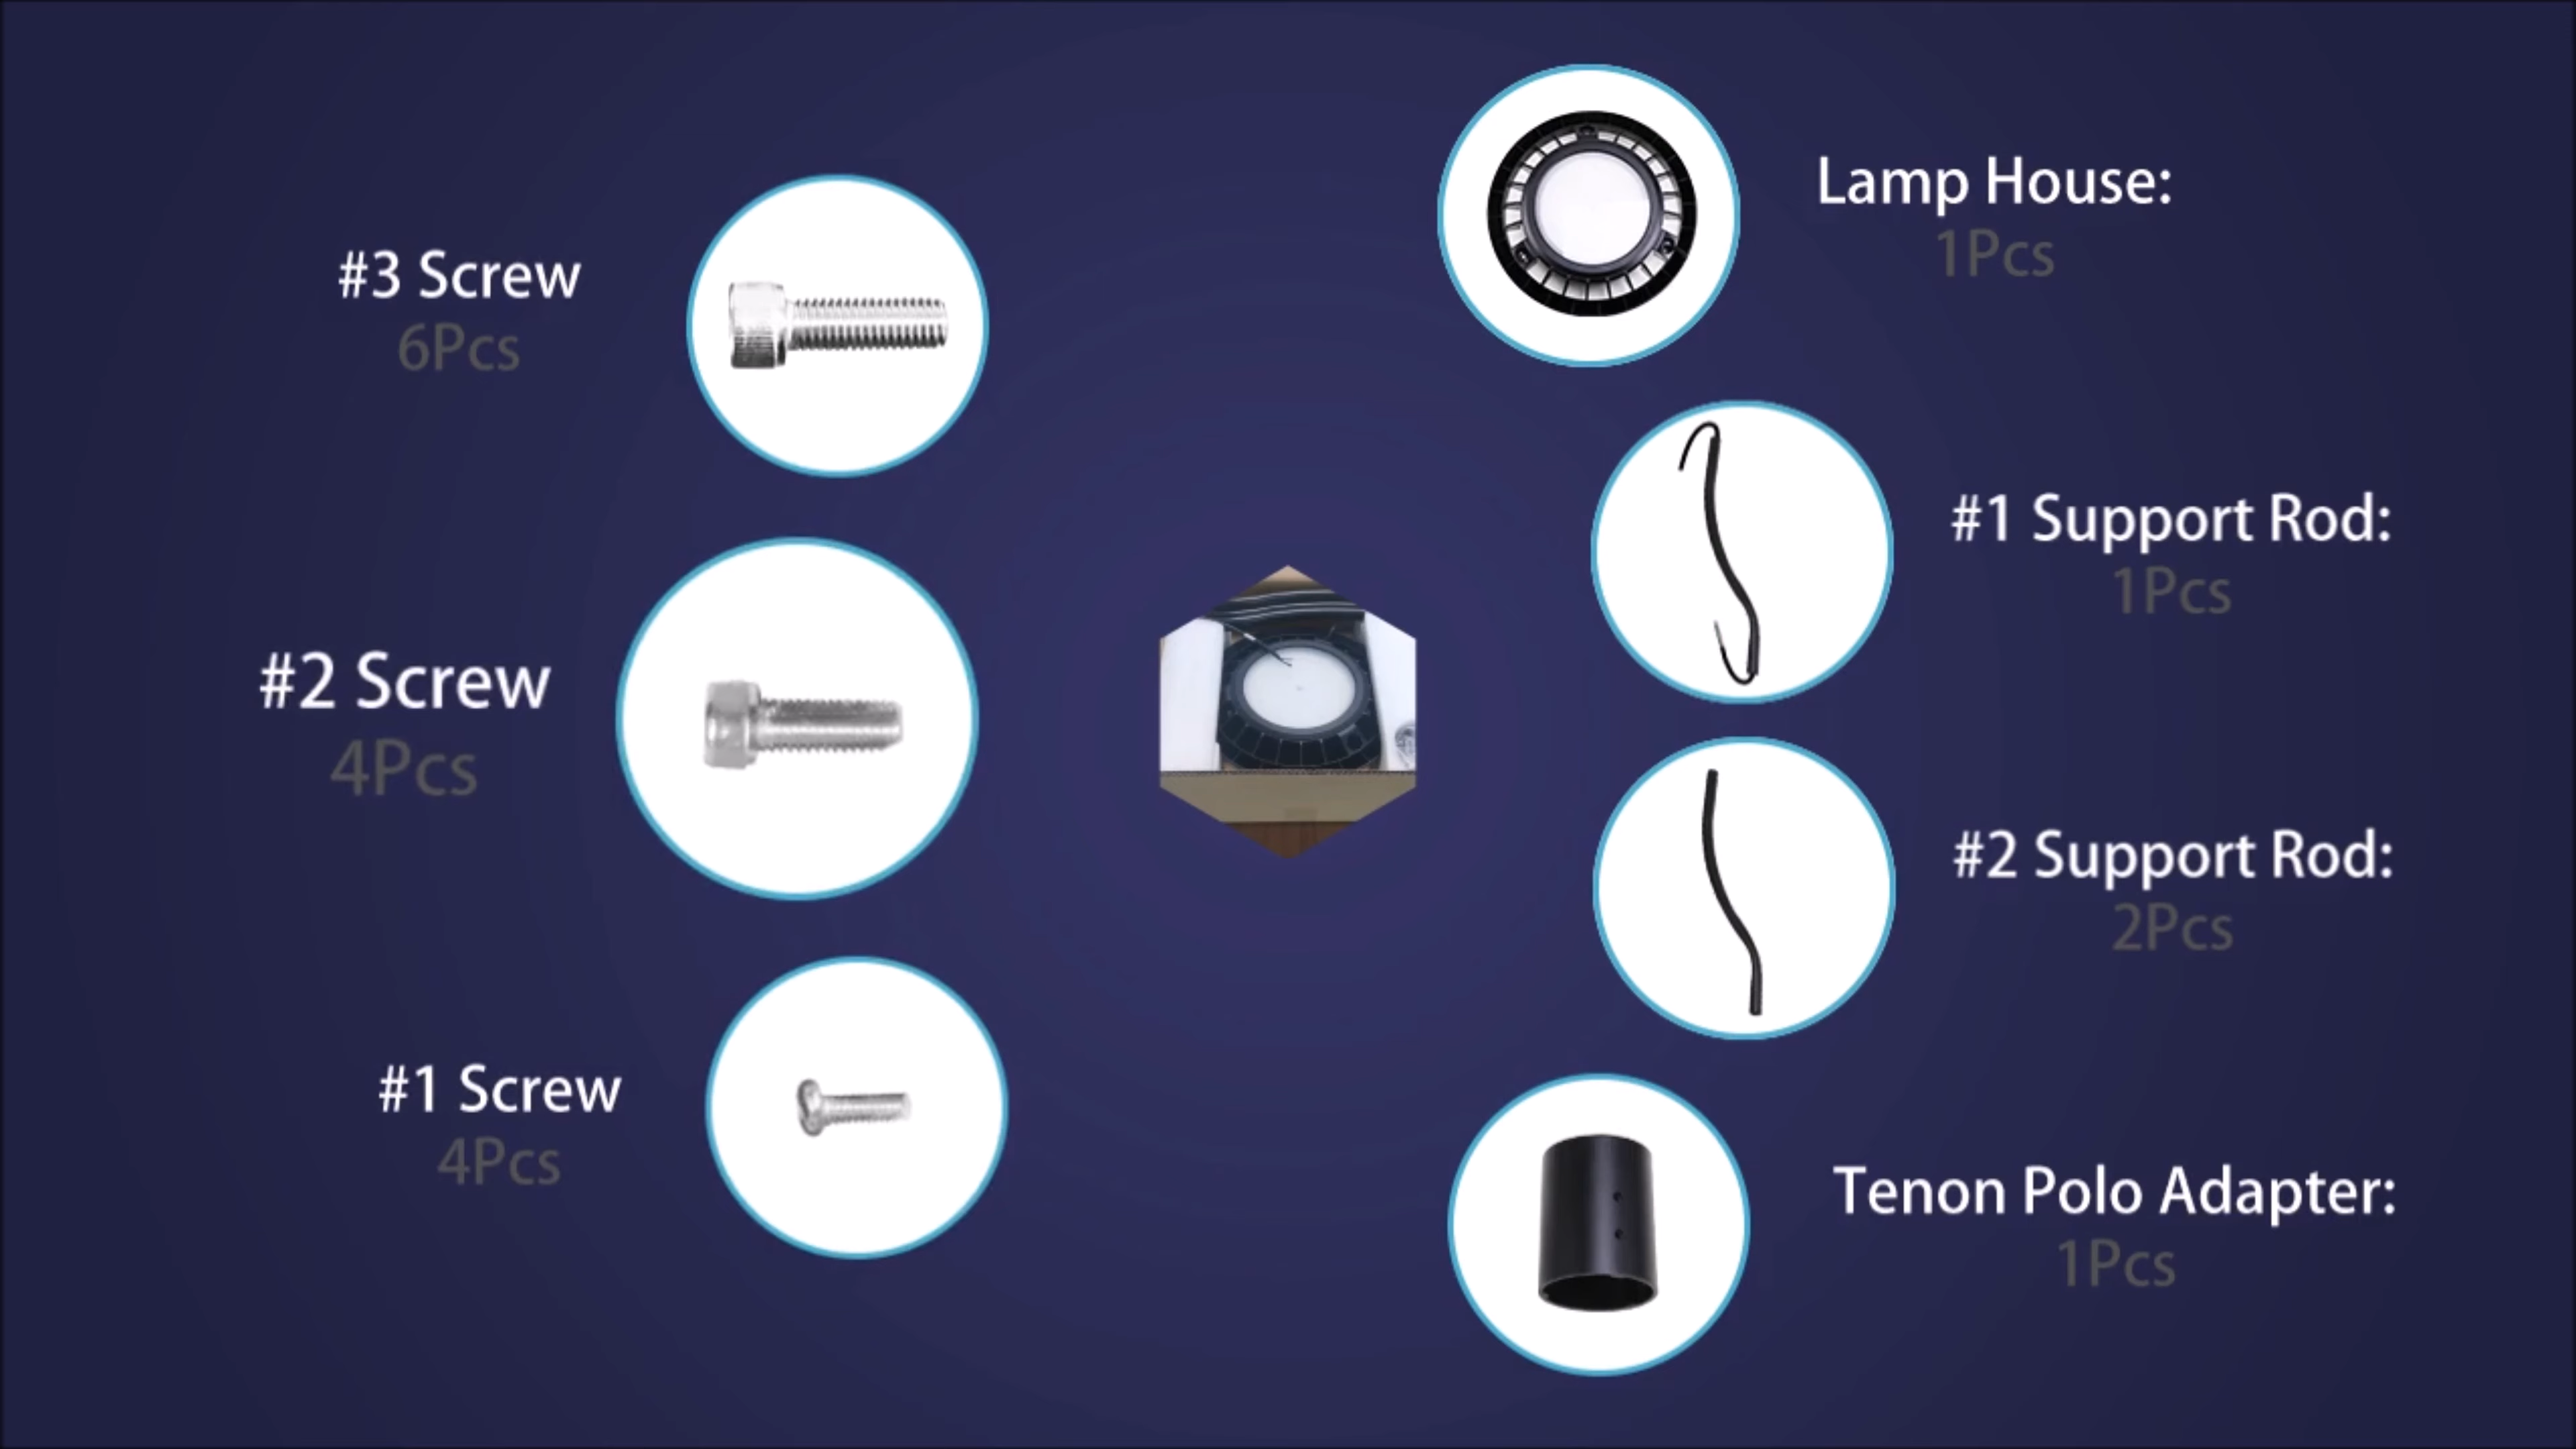 #3 Screw
6Pcs
#2 Screw
4Pcs
#1 Screw
4Pcs
Lamp House:
1Pcs
#1 Support Rod:
1Pcs
#2 Support Rod:
2Pcs
Tenon Polo Adapter:
1Pcs